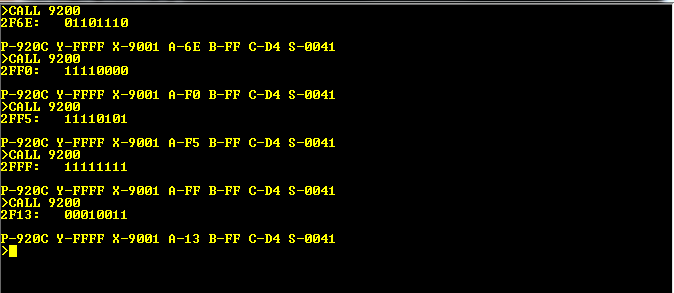 >CALL 9200
2F6E:   01101110
P-920C Y-FFFF X-9001 A-6E B-FF C-D4 S-0041
>CALL 9200
2FF0:   11110000
P-920C Y-FFFF X-9001 A-F0 B-FF C-D4 S-0041
>CALL 9200
2FF5:   11110101
P-920C Y-FFFF X-9001 A-F5 B-FF C-D4 S-0041
>CALL 9200
2FFF:   11111111
P-920C Y-FFFF X-9001 A-FF B-FF C-D4 S-0041
>CALL 9200
2F13:   00010011
P-920C Y-FFFF X-9001 A-13 B-FF C-D4 S-0041
>